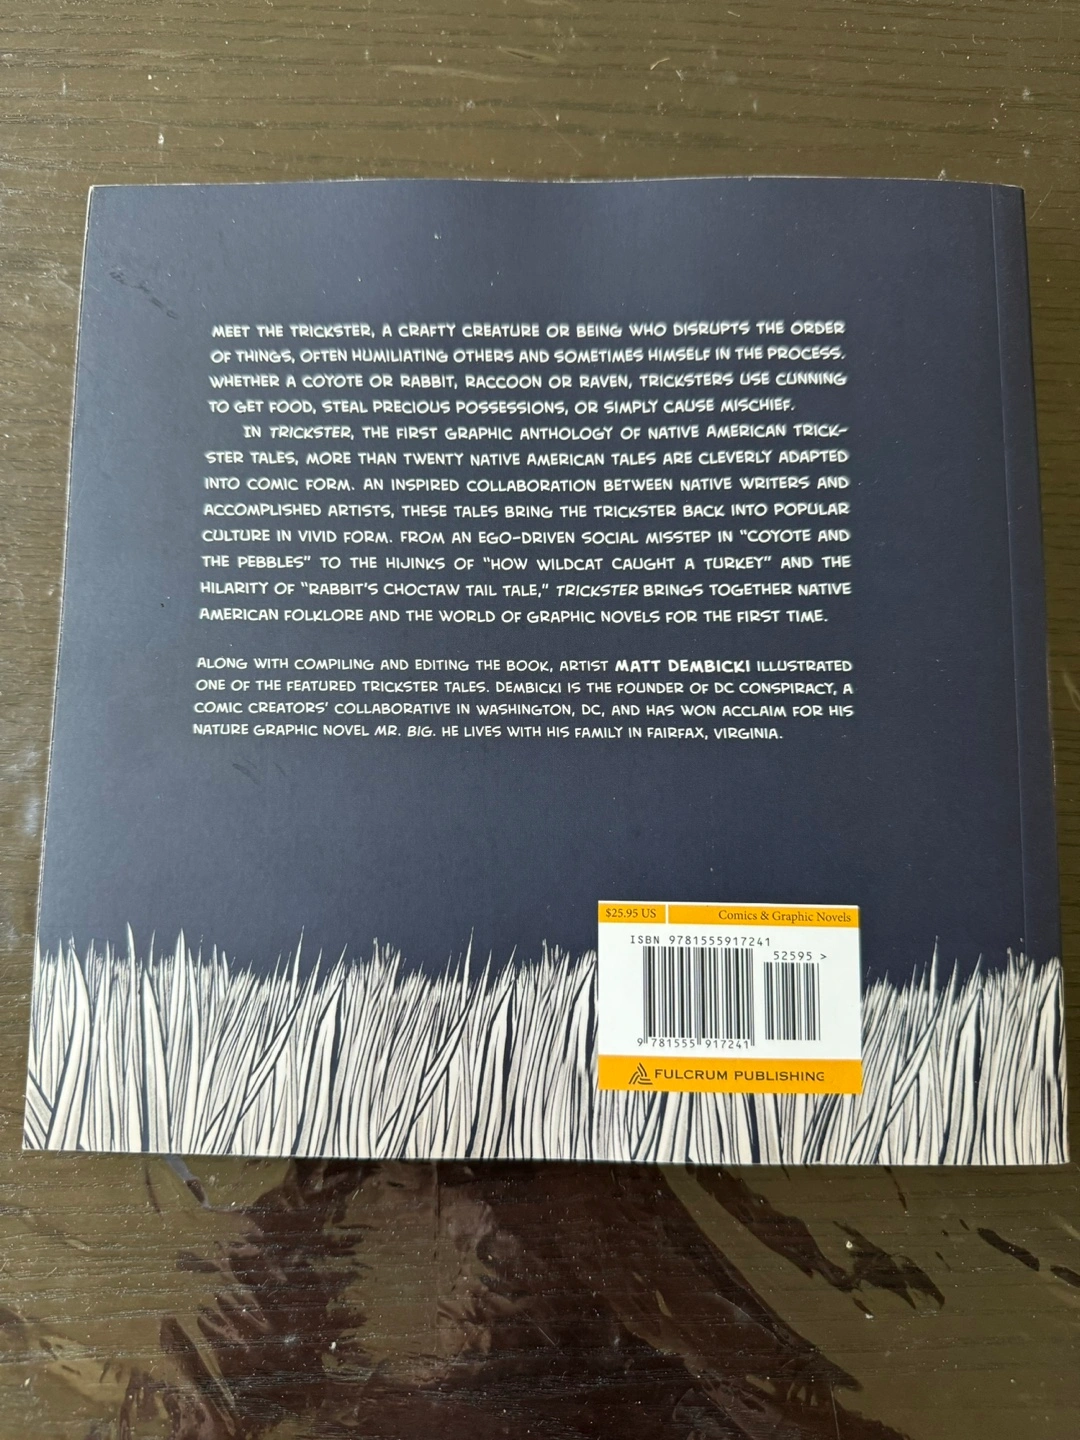 MEET THE TRICKSTER, A CRAFTY CREATURE OR BEING WHO DISRUPTS THE ORDER
OF THINGS, OFTEN HUMILIATING OTHERS AND SOMETIMES HIMSELF IN THE PROCESS.
WHETHER A COYOTE OR RABBIT, RACCOON OR RAVEN, TRICKSTERS USE CUNNING
TO GET FOOD, STEAL PRECIOUS POSSESSIONS, OR SIMPLY CAUSE MISCHIEF.
IN TRICKSTER, THE FIRST GRAPHIC ANTHOLOGY OF NATIVE AMERICAN TRICK-
STER TALES, MORE THAN TWENTY NATIVE AMERICAN TALES ARE CLEVERLY ADAPTED
INTO COMIC FORM. AN INSPIRED COLLABORATION BETWEEN NATIVE WRITERS AND
ACCOMPLISHED ARTISTS, THESE TALES BRING THE TRICKSTER BACK INTO POPULAR
CULTURE IN VIVID FORM. FROM AN EGO-DRIVEN SOCIAL MISSTEP IN "COYOTE AND
THE PEBBLES" TO THE HIJINKS OF "HOW WILDCAT CAUGHT A TURKEY" AND THE
HILARITY OF "RABBIT'S CHOCTAW TAIL TALE," TRICKSTER BRINGS TOGETHER NATIVE
AMERICAN FOLKLORE AND THE WORLD OF GRAPHIC NOVELS FOR THE FIRST TIME.
ALONG WITH COMPILING AND EDITING THE BOOK, ARTIST MATT DEMBICKI ILLUSTRATED
ONE OF THE FEATURED TRICKSTER TALES. DEMBICKI IS THE FOUNDER OF DC CONSPIRACY, A
COMIC CREATORS' COLLABORATIVE IN WASHINGTON, DC, AND HAS WON ACCLAIM FOR HIS
NATURE GRAPHIC NOVEL MR. BIG. HE LIVES WITH HIS FAMILY IN FAIRFAX, VIRGINIA.
$25.95 US Comics & Graphic Novels
ISBN 9781555917241
52595 >
9 781555 917241
FULCRUM PUBLISHING